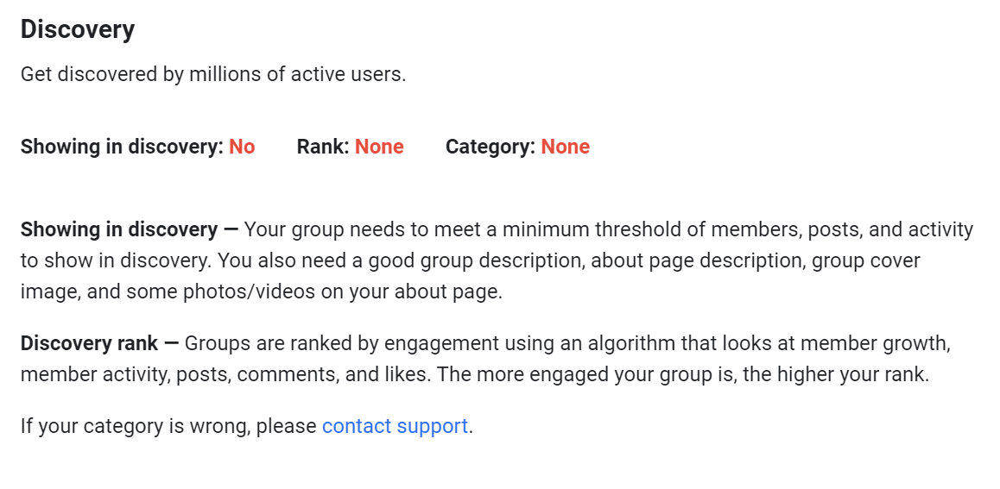 Discovery
Get discovered by millions of active users.
Showing in discovery: No Rank: None Category: None
Showing in discovery — Your group needs to meet a minimum threshold of members, posts, and activity
to show in discovery. You also need a good group description, about page description, group cover
image, and some photos/videos on your about page.
Discovery rank — Groups are ranked by engagement using an algorithm that looks at member growth,
member activity, posts, comments, and likes. The more engaged your group is, the higher your rank.
If your category is wrong, please contact support.